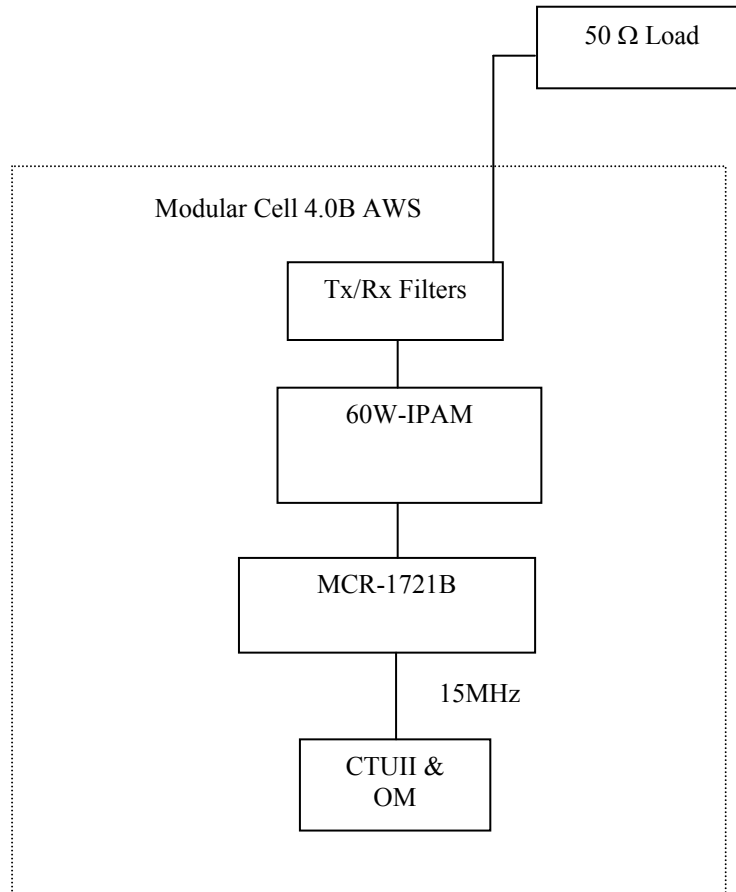 50 Ω Load
Modular Cell 4.0B AWS
Tx/Rx Filters
60W-IPAM
MCR-1721B
15MHz
CTUII &
OM